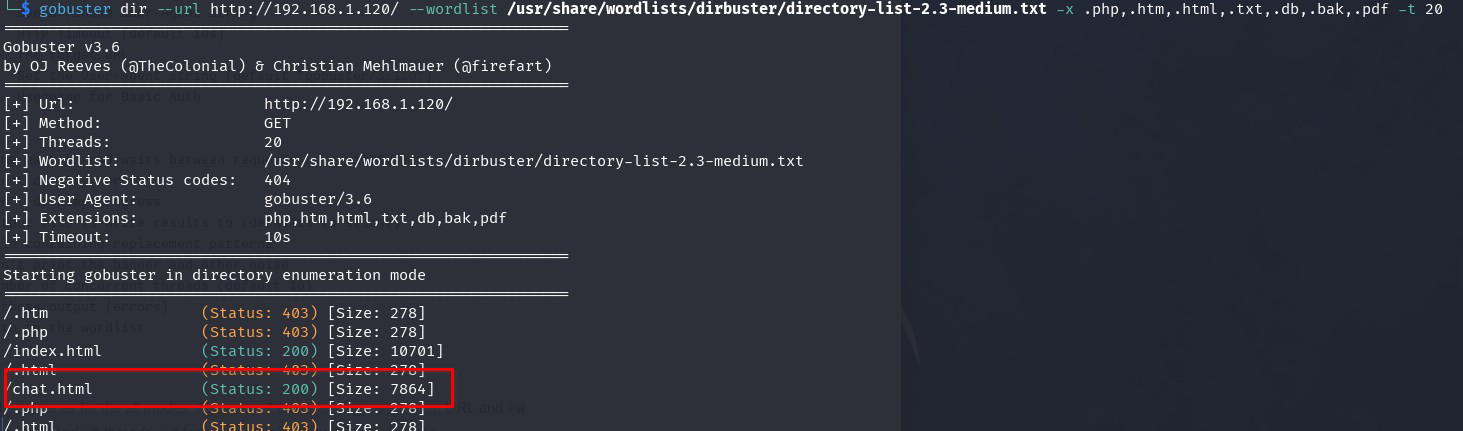 └─$ gobuster dir --url http://192.168.1.120/ --wordlist /usr/share/wordlists/dirbuster/directory-list-2.3-medium.txt -x .php,.htm,.html,.txt,.db,.bak,.pdf -t 20
Gobuster v3.6
by OJ Reeves (@TheColonial) & Christian Mehlmauer (@firefart)
[+] Url: http://192.168.1.120/
[+] Method: GET
[+] Threads: 20
[+] Wordlist: /usr/share/wordlists/dirbuster/directory-list-2.3-medium.txt
[+] Negative Status codes: 404
[+] User Agent: gobuster/3.6
[+] Extensions: php,htm,html,txt,db,bak,pdf
[+] Timeout: 10s
Starting gobuster in directory enumeration mode
/.htm (Status: 403) [Size: 278]
/.php (Status: 403) [Size: 278]
/index.html (Status: 200) [Size: 10701]
/.html (Status: 403) [Size: 278]
/chat.html (Status: 200) [Size: 7864]
/.php (Status: 403) [Size: 278]
/.html (Status: 403) [Size: 278]